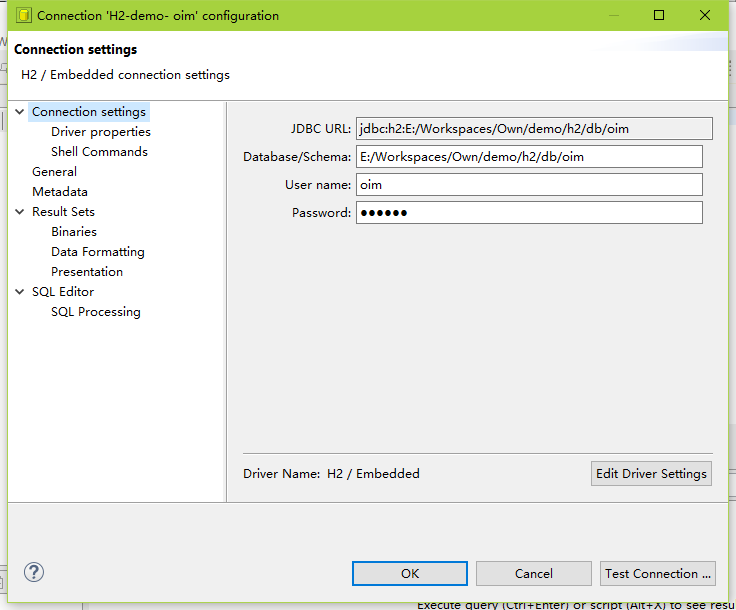 Connection 'H2-demo- oim' configuration
Connection settings
H2 / Embedded connection settings
Connection settings
Driver properties
Shell Commands
General
Metadata
Result Sets
Binaries
Data Formatting
Presentation
SQL Editor
SQL Processing
JDBC URL: jdbc:h2:E:/Workspaces/Own/demo/h2/db/oim
Database/Schema: E:/Workspaces/Own/demo/h2/db/oim
User name: oim
Password: ●●●●●●
Driver Name: H2 / Embedded
Edit Driver Settings
?
OK
Cancel
Test Connection ...
Execute query (Ctrl+Enter) or script (Alt+X) to see resu